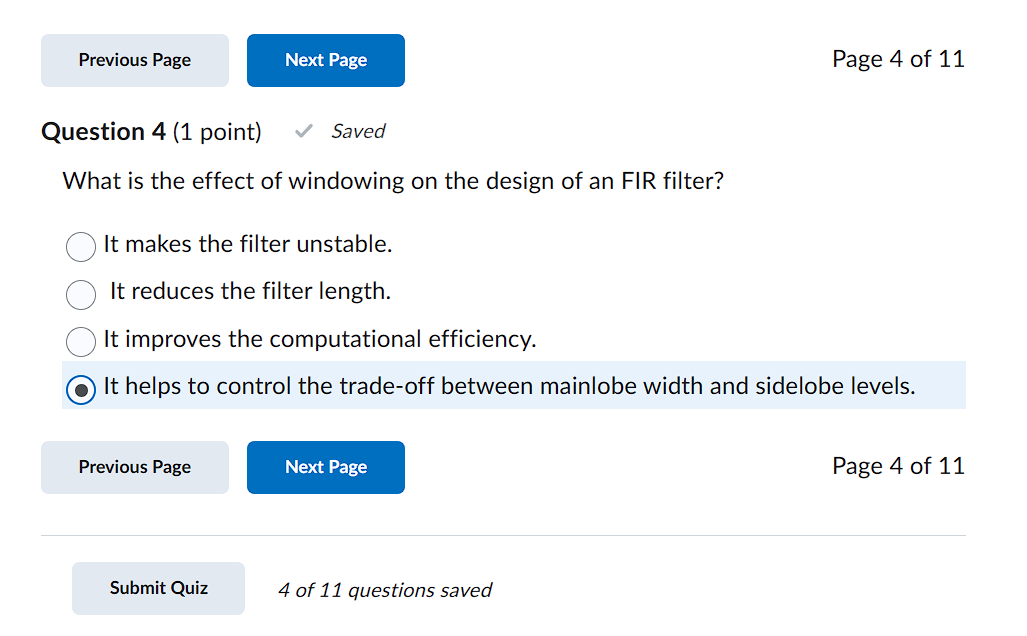 Previous Page Next Page Page 4 of 11
Question 4 (1 point) Saved
What is the effect of windowing on the design of an FIR filter?
It makes the filter unstable.
It reduces the filter length.
It improves the computational efficiency.
It helps to control the trade-off between mainlobe width and sidelobe levels.
Previous Page Next Page Page 4 of 11
Submit Quiz 4 of 11 questions saved